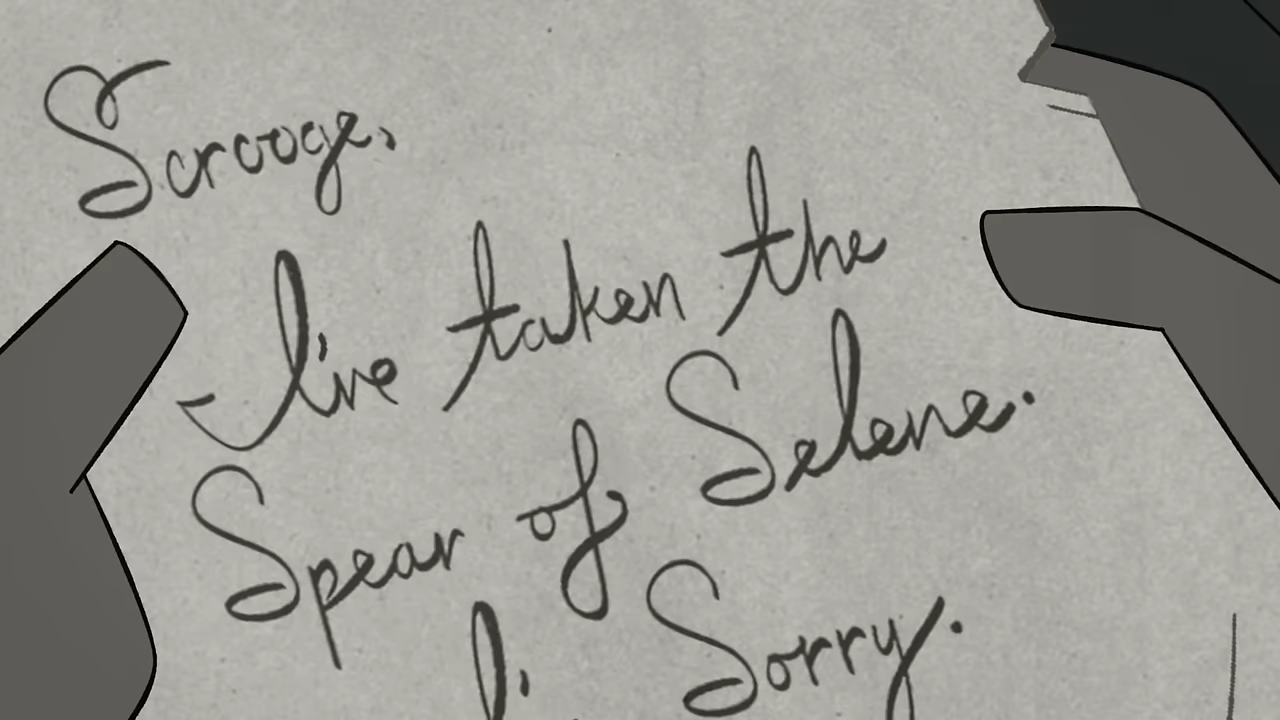 Scrooge,
I've taken the
Spear of Selene.
Sorry.